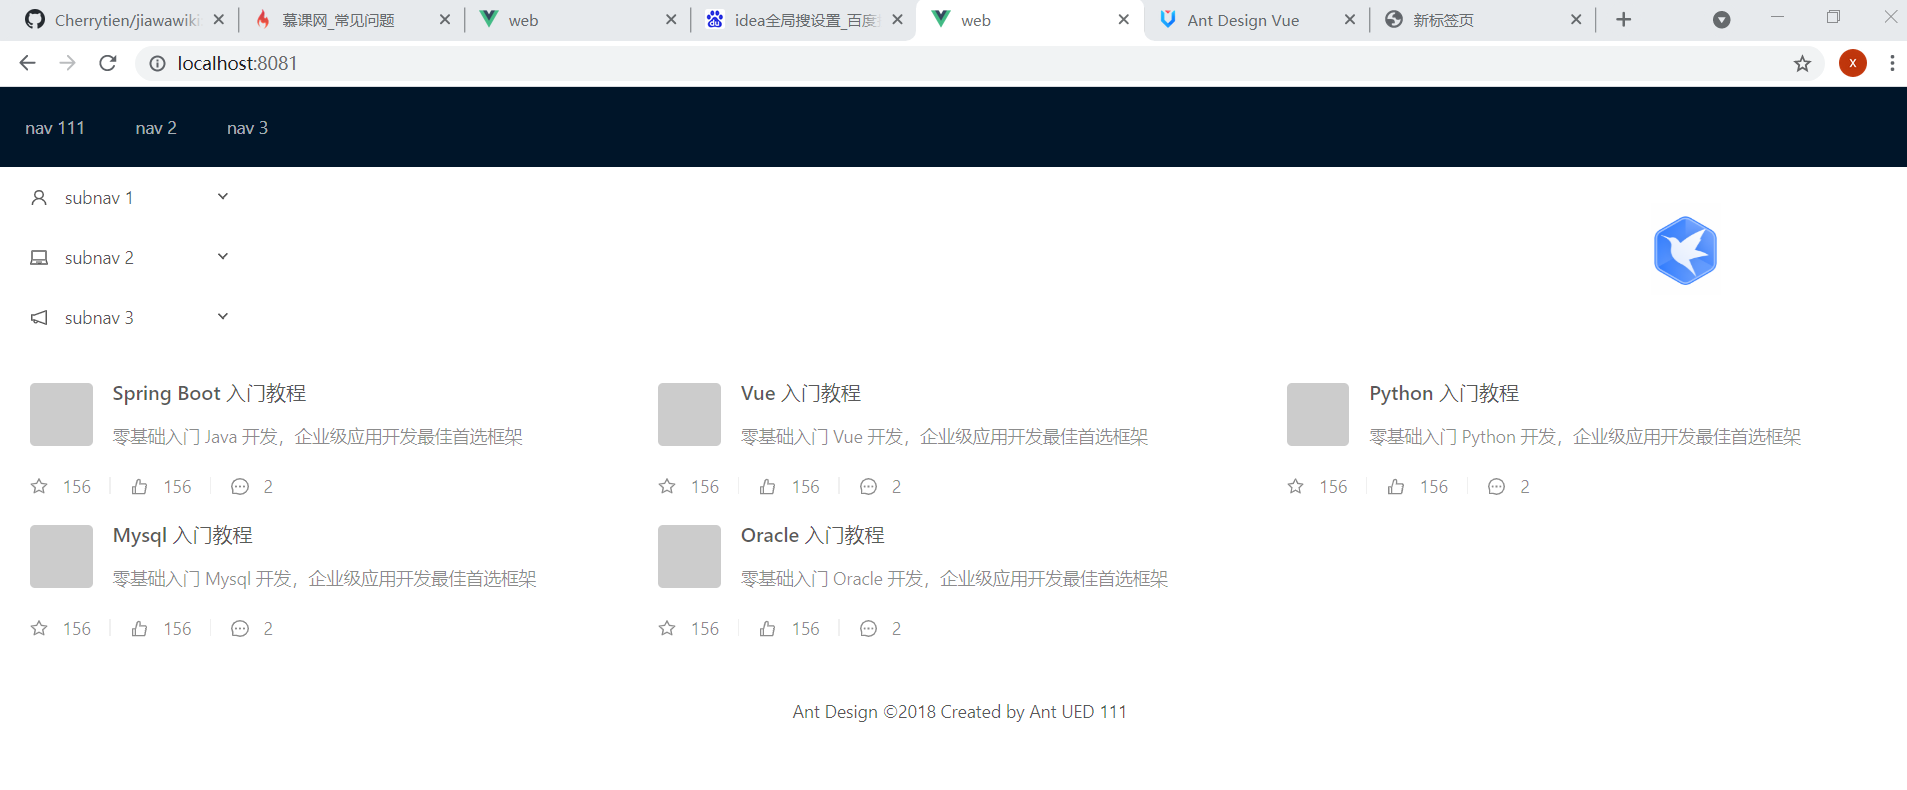 Cherrytien/jiawawiki
慕课网_常见问题
web
idea全局搜设置_百度
web
Ant Design Vue
新标签页
localhost:8081
X
nav 111
nav 2
nav 3
subnav 1
subnav 2
subnav 3
Spring Boot 入门教程
零基础入门 Java 开发，企业级应用开发最佳首选框架
156
156
2
Vue 入门教程
零基础入门 Vue 开发，企业级应用开发最佳首选框架
156
156
2
Python 入门教程
零基础入门 Python 开发，企业级应用开发最佳首选框架
156
156
2
Mysql 入门教程
零基础入门 Mysql 开发，企业级应用开发最佳首选框架
156
156
2
Oracle 入门教程
零基础入门 Oracle 开发，企业级应用开发最佳首选框架
156
156
2
Ant Design ©2018 Created by Ant UED 111